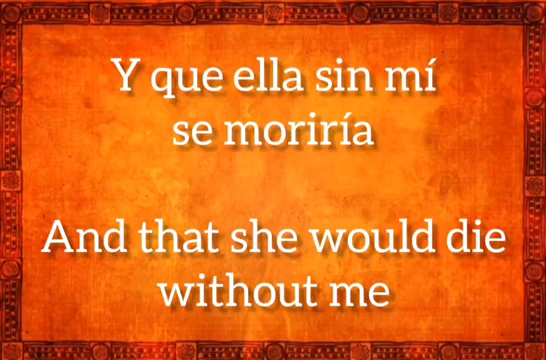 Y que ella sin mí
se moriría
And that she would die
without me